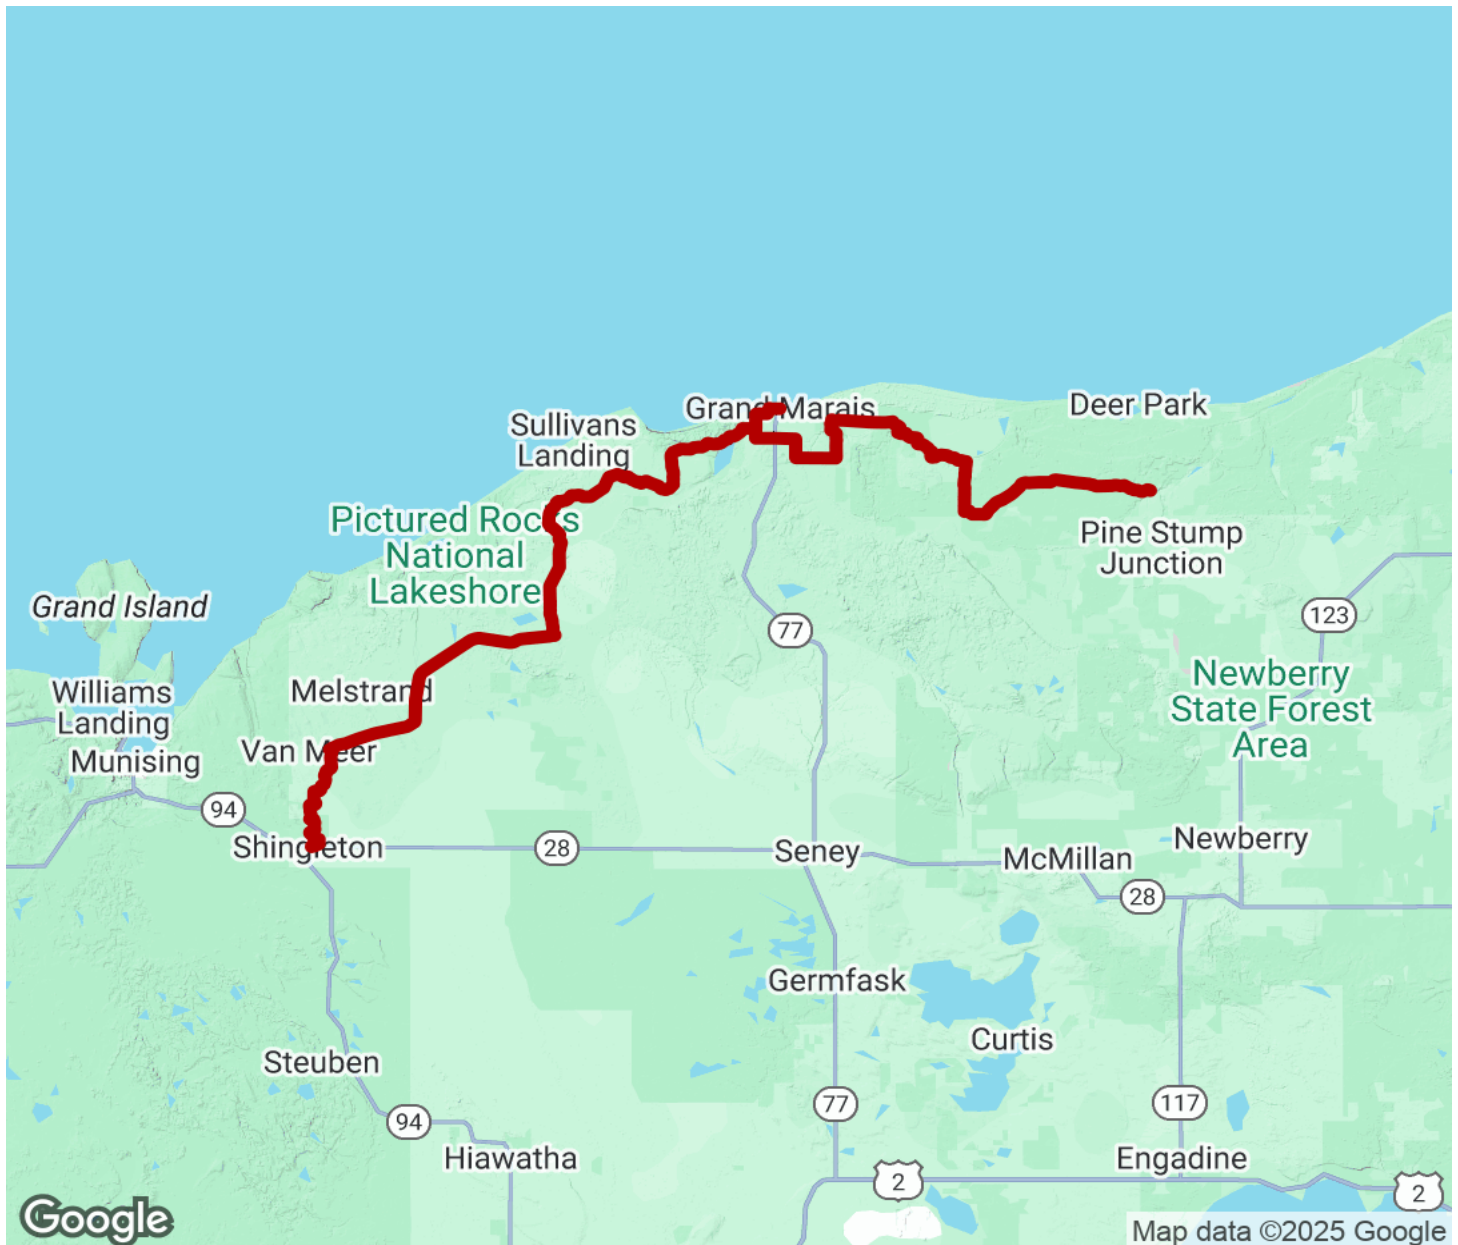 Grand Marais
Deer Park
Sullivans
Landing
Pictured Rocks
National
Lakeshore
Pine Stump
Junction
Grand Island
123
77
Newberry
State Forest
Area
Williams
Landing
Melstrand
Van Meer
Munising
94
Shingleton
28
Seney
McMillan
Newberry
28
Germfask
Curtis
Steuben
94
77
117
Hiawatha
Engadine
2
2
Google
Map data ©2025 Google